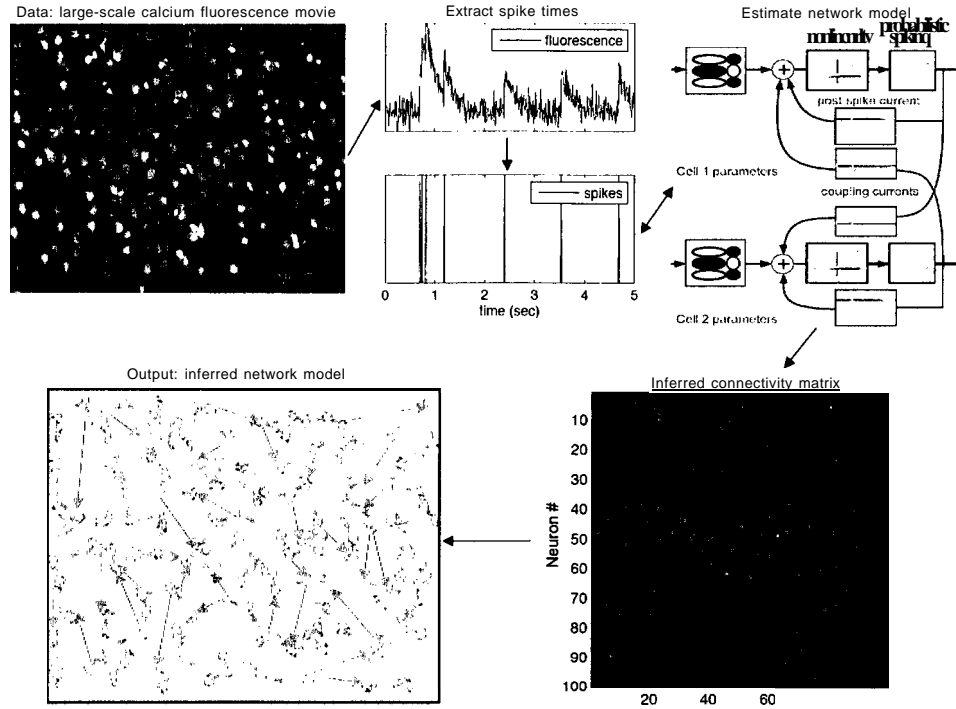 Data: large-scale calcium fluorescence movie
Extract spike times
Estimate network model
fluorescence
spikes
0 1 2 3 4 5
time (sec)
probabilistic
post spike current
Cell 1 parameters
coupling currents
Cell 2 parameters
Output: inferred network model
Inferred connectivity matrix
Neuron #
10
20
30
40
50
60
70
80
90
100
20 40 60